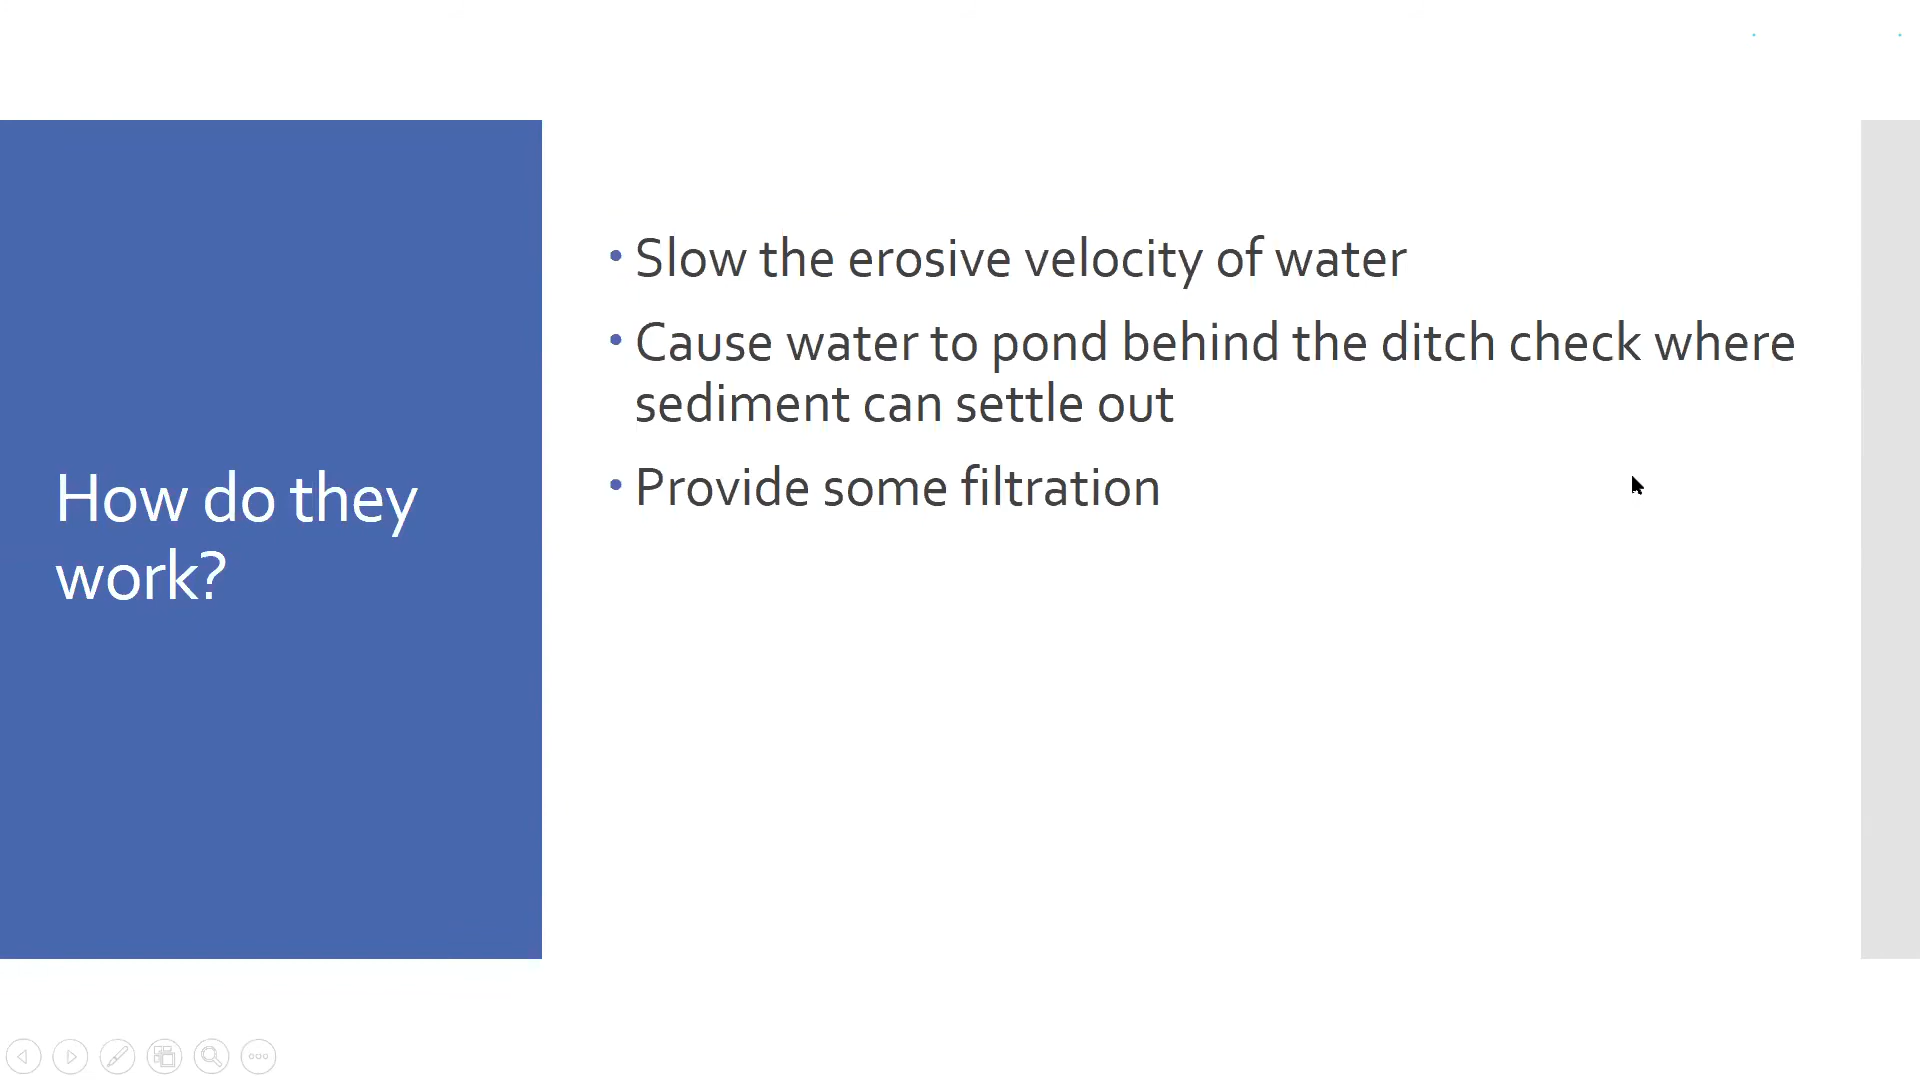 How do they
work?
• Slow the erosive velocity of water
• Cause water to pond behind the ditch check where
sediment can settle out
• Provide some filtration